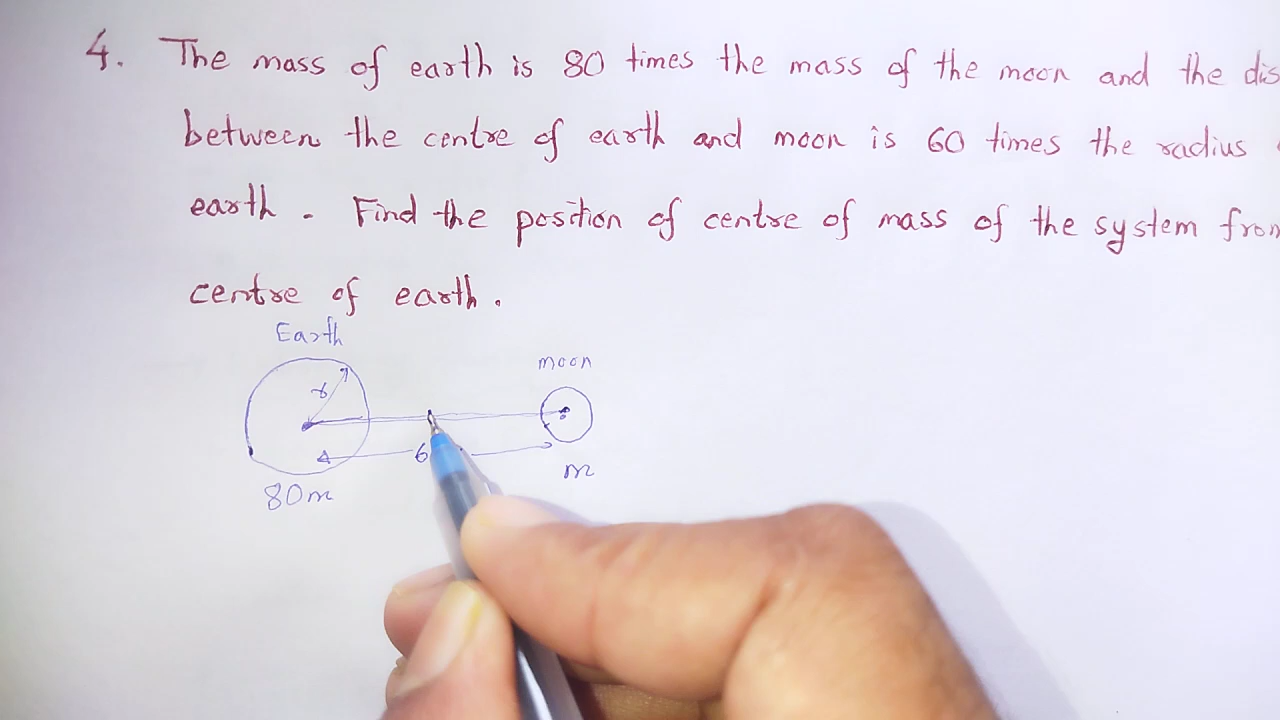 4. The mass of earth is 80 times the mass of the moon and the dis
between the centre of earth and moon is 60 times the radius
earth. Find the position of centre of mass of the system from
centre of earth.
Earth
moon
r
6
m
80m